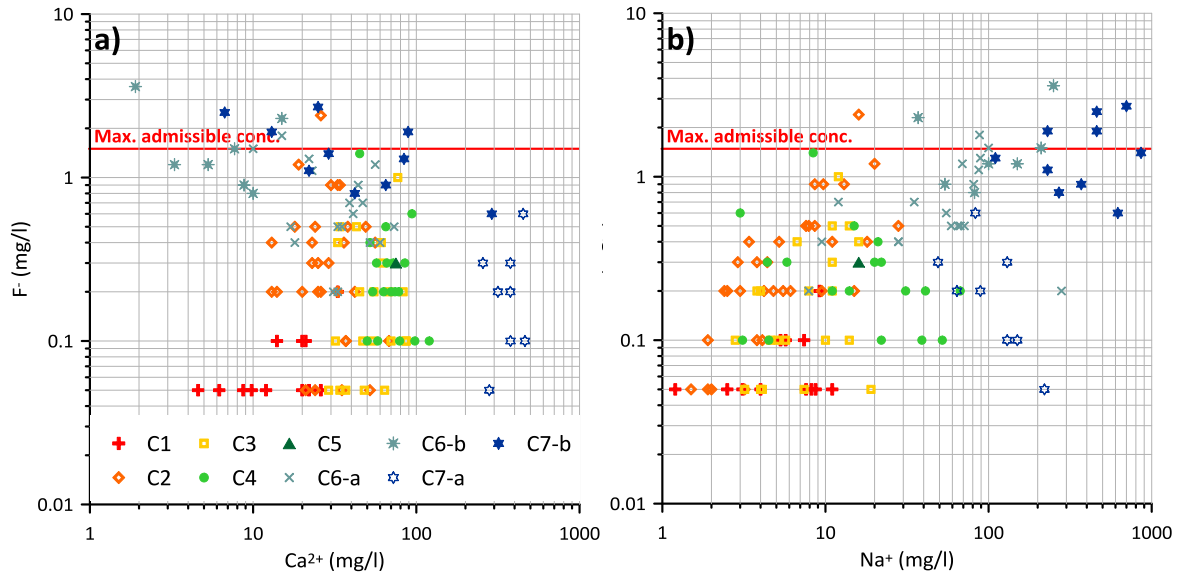 a)
10
1
0.1
0.01
F- (mg/l)
Max. admissible conc.
C1
C3
C5
C6-b
C7-b
C2
C4
C6-a
C7-a
1
10
100
1000
Ca2+ (mg/l)
b)
10
1
0.1
0.01
Max. admissible conc.
1
10
100
1000
Na+ (mg/l)